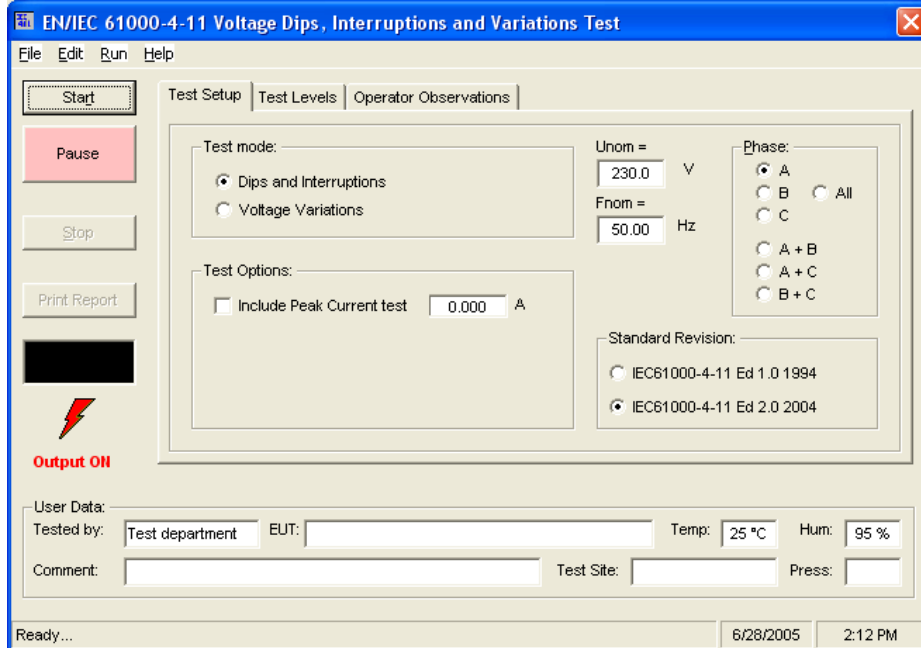 EN/IEC 61000-4-11 Voltage Dips, Interruptions and Variations Test
File Edit Run Help
Start
Pause
Stop
Print Report
Output ON
Test Setup Test Levels Operator Observations
Test mode:
Dips and Interruptions
Voltage Variations
Test Options:
Include Peak Current test 0.000 A
Unom =
230.0 V
Fnom =
50.00 Hz
Phase:
A
B All
C
A + B
A + C
B + C
Standard Revision:
IEC61000-4-11 Ed 1.0 1994
IEC61000-4-11 Ed 2.0 2004
User Data:
Tested by: Test department EUT: Temp: 25 °C Hum: 95 %
Comment: Test Site: Press:
Ready... 6/28/2005 2:12 PM